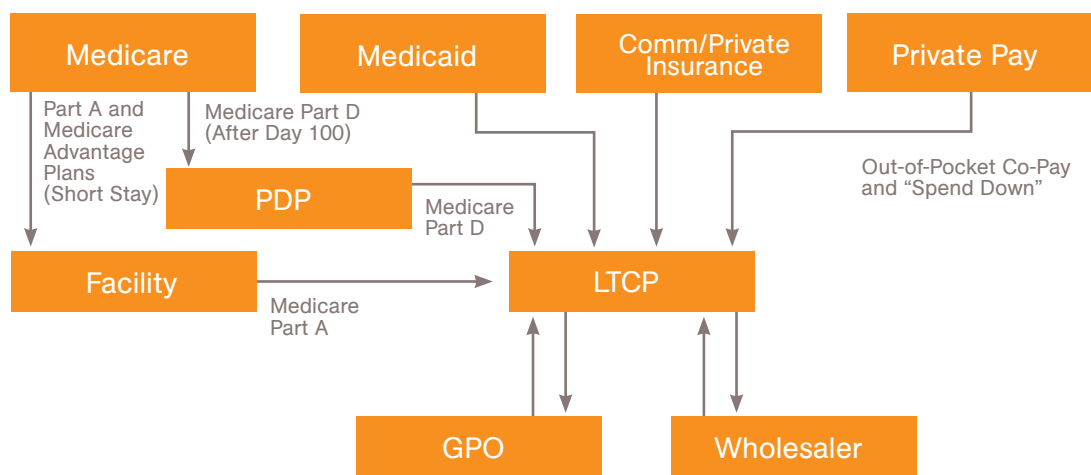 Medicare
Medicaid
Comm/Private
Insurance
Private Pay
Part A and
Medicare
Advantage
Plans
(Short Stay)
Medicare Part D
(After Day 100)
Out-of-Pocket Co-Pay
and “Spend Down”
PDP
Medicare
Part D
Facility
LTCP
Medicare
Part A
GPO
Wholesaler